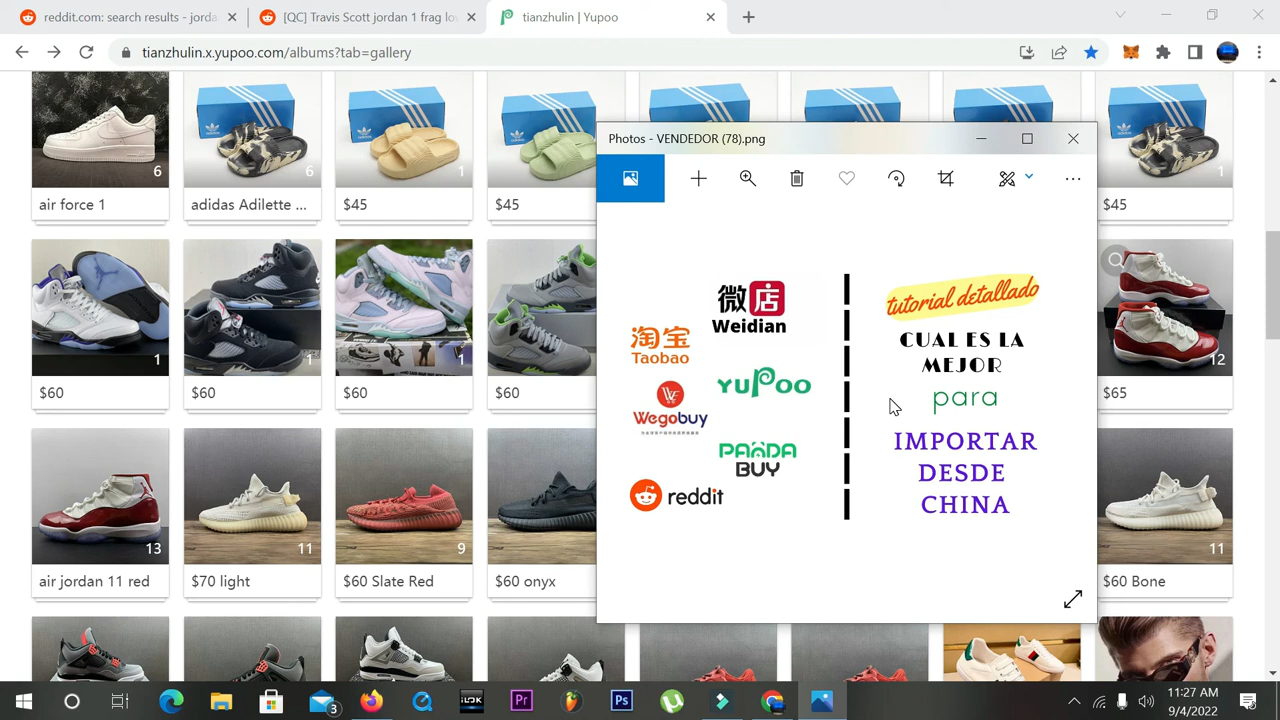 reddit.com: search results - jorda
[QC] Travis Scott jordan 1 frag lov
tianzhulin | Yupoo
tianzhulin.x.yupoo.com/albums?tab=gallery
6
6
1
1
air force 1
adidas Adilette ...
$45
$45
$45
Photos - VENDEDOR (78).png
微店
Weidian
淘宝
Taobao
YUPOO
Wegobuy
PANDA
BUY
reddit
tutorial detallado
CUAL ES LA
MEJOR
para
IMPORTAR
DESDE
CHINA
1
1
1
12
$60
$60
$60
$60
$65
13
11
9
11
air jordan 11 red
$70 light
$60 Slate Red
$60 onyx
$60 Bone
3
Pr
Ps
11:27 AM
9/4/2022